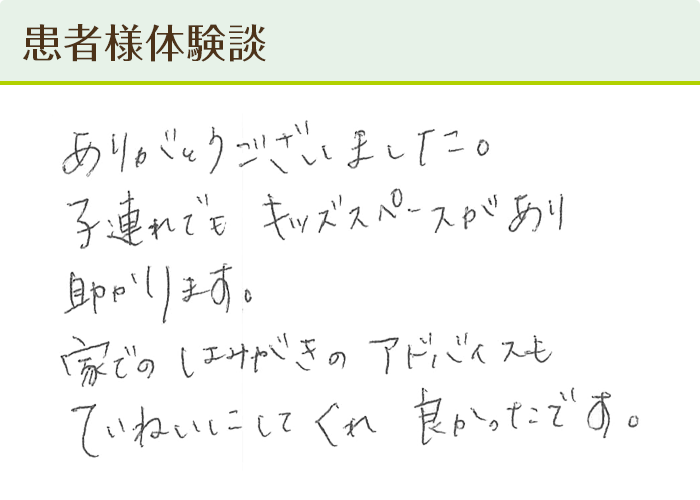 患者様体験談
ありがとうございました。
子連れでも キッズスペースがあり
助かります。
家での はみがきの アドバイスも
ていねいにしてくれ 良かったです。